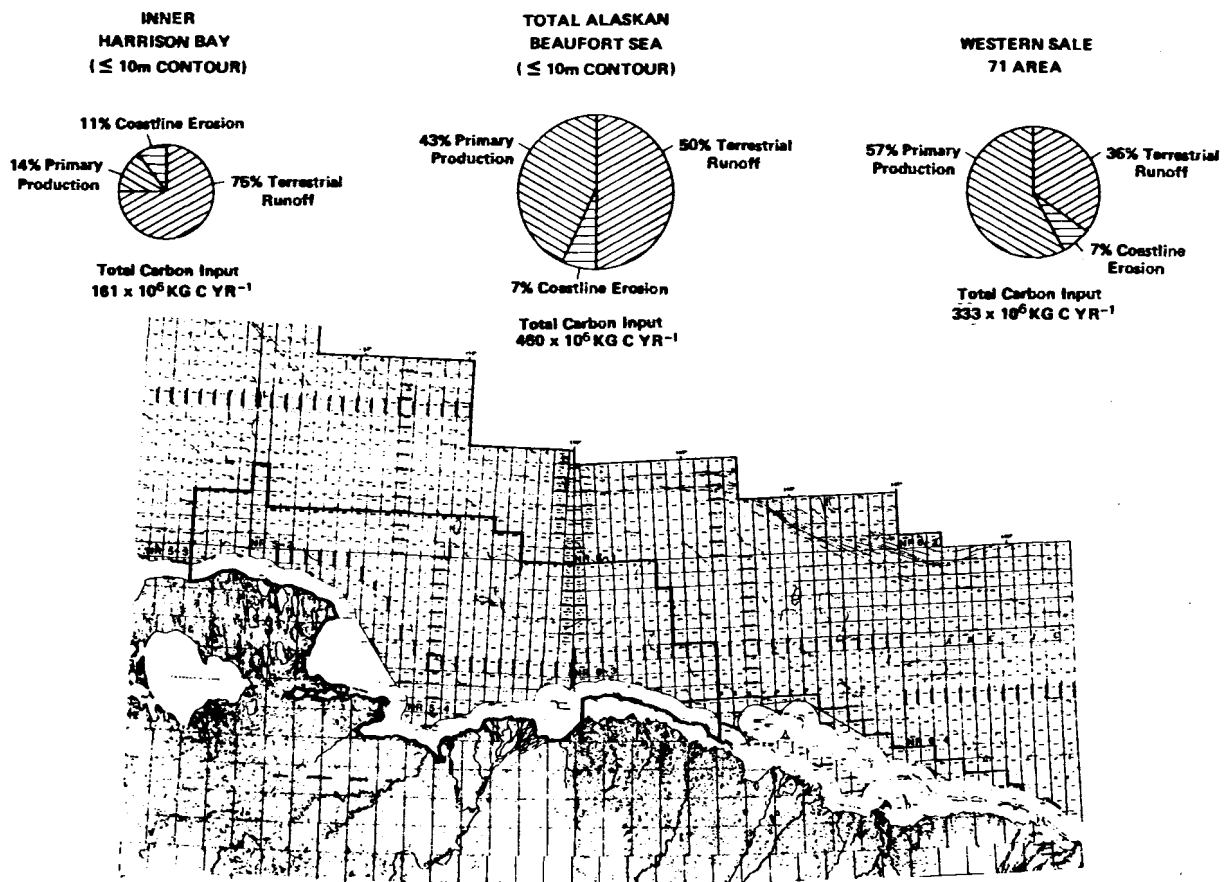 INNER
HARRISON BAY
( ≤ 10m CONTOUR)
11% Coastline Erosion
14% Primary
Production
75% Terrestrial
Runoff
Total Carbon Input
161 x 10⁶ KG C YR⁻¹
TOTAL ALASKAN
BEAUFORT SEA
( ≤ 10m CONTOUR)
43% Primary
Production
50% Terrestrial
Runoff
7% Coastline Erosion
Total Carbon Input
460 x 10⁶ KG C YR⁻¹
WESTERN SALE
71 AREA
57% Primary
Production
36% Terrestrial
Runoff
7% Coastline
Erosion
Total Carbon Input
333 x 10⁶ KG C YR⁻¹